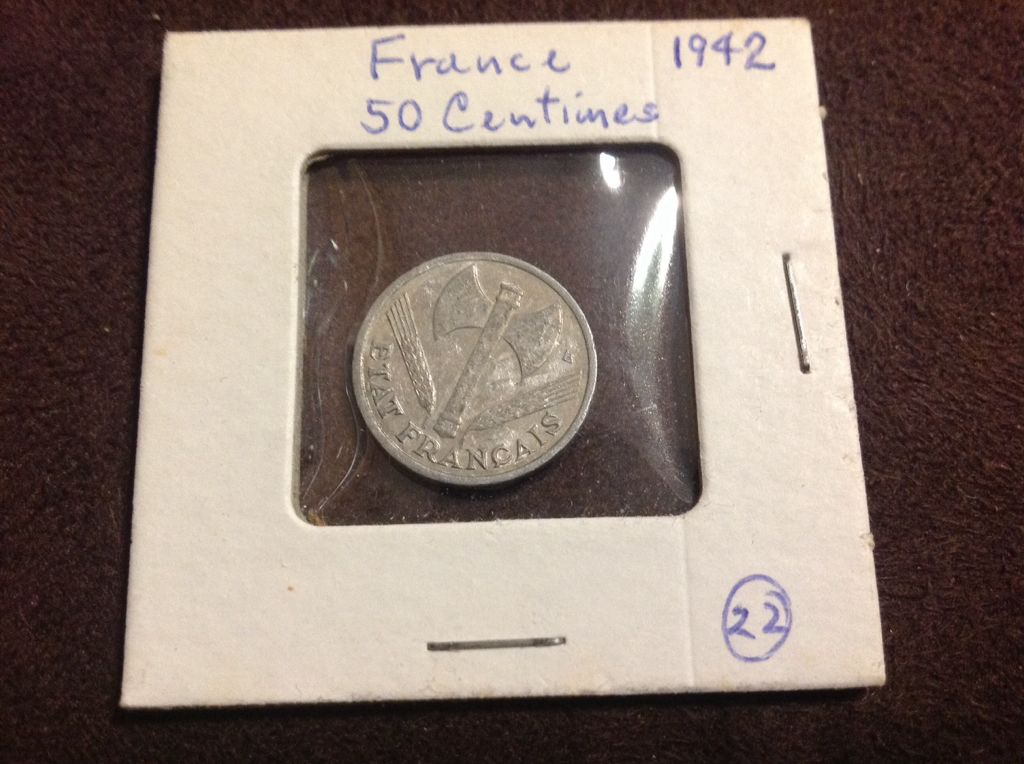 France 1942
50 Centimes
ETAT FRANÇAIS
22